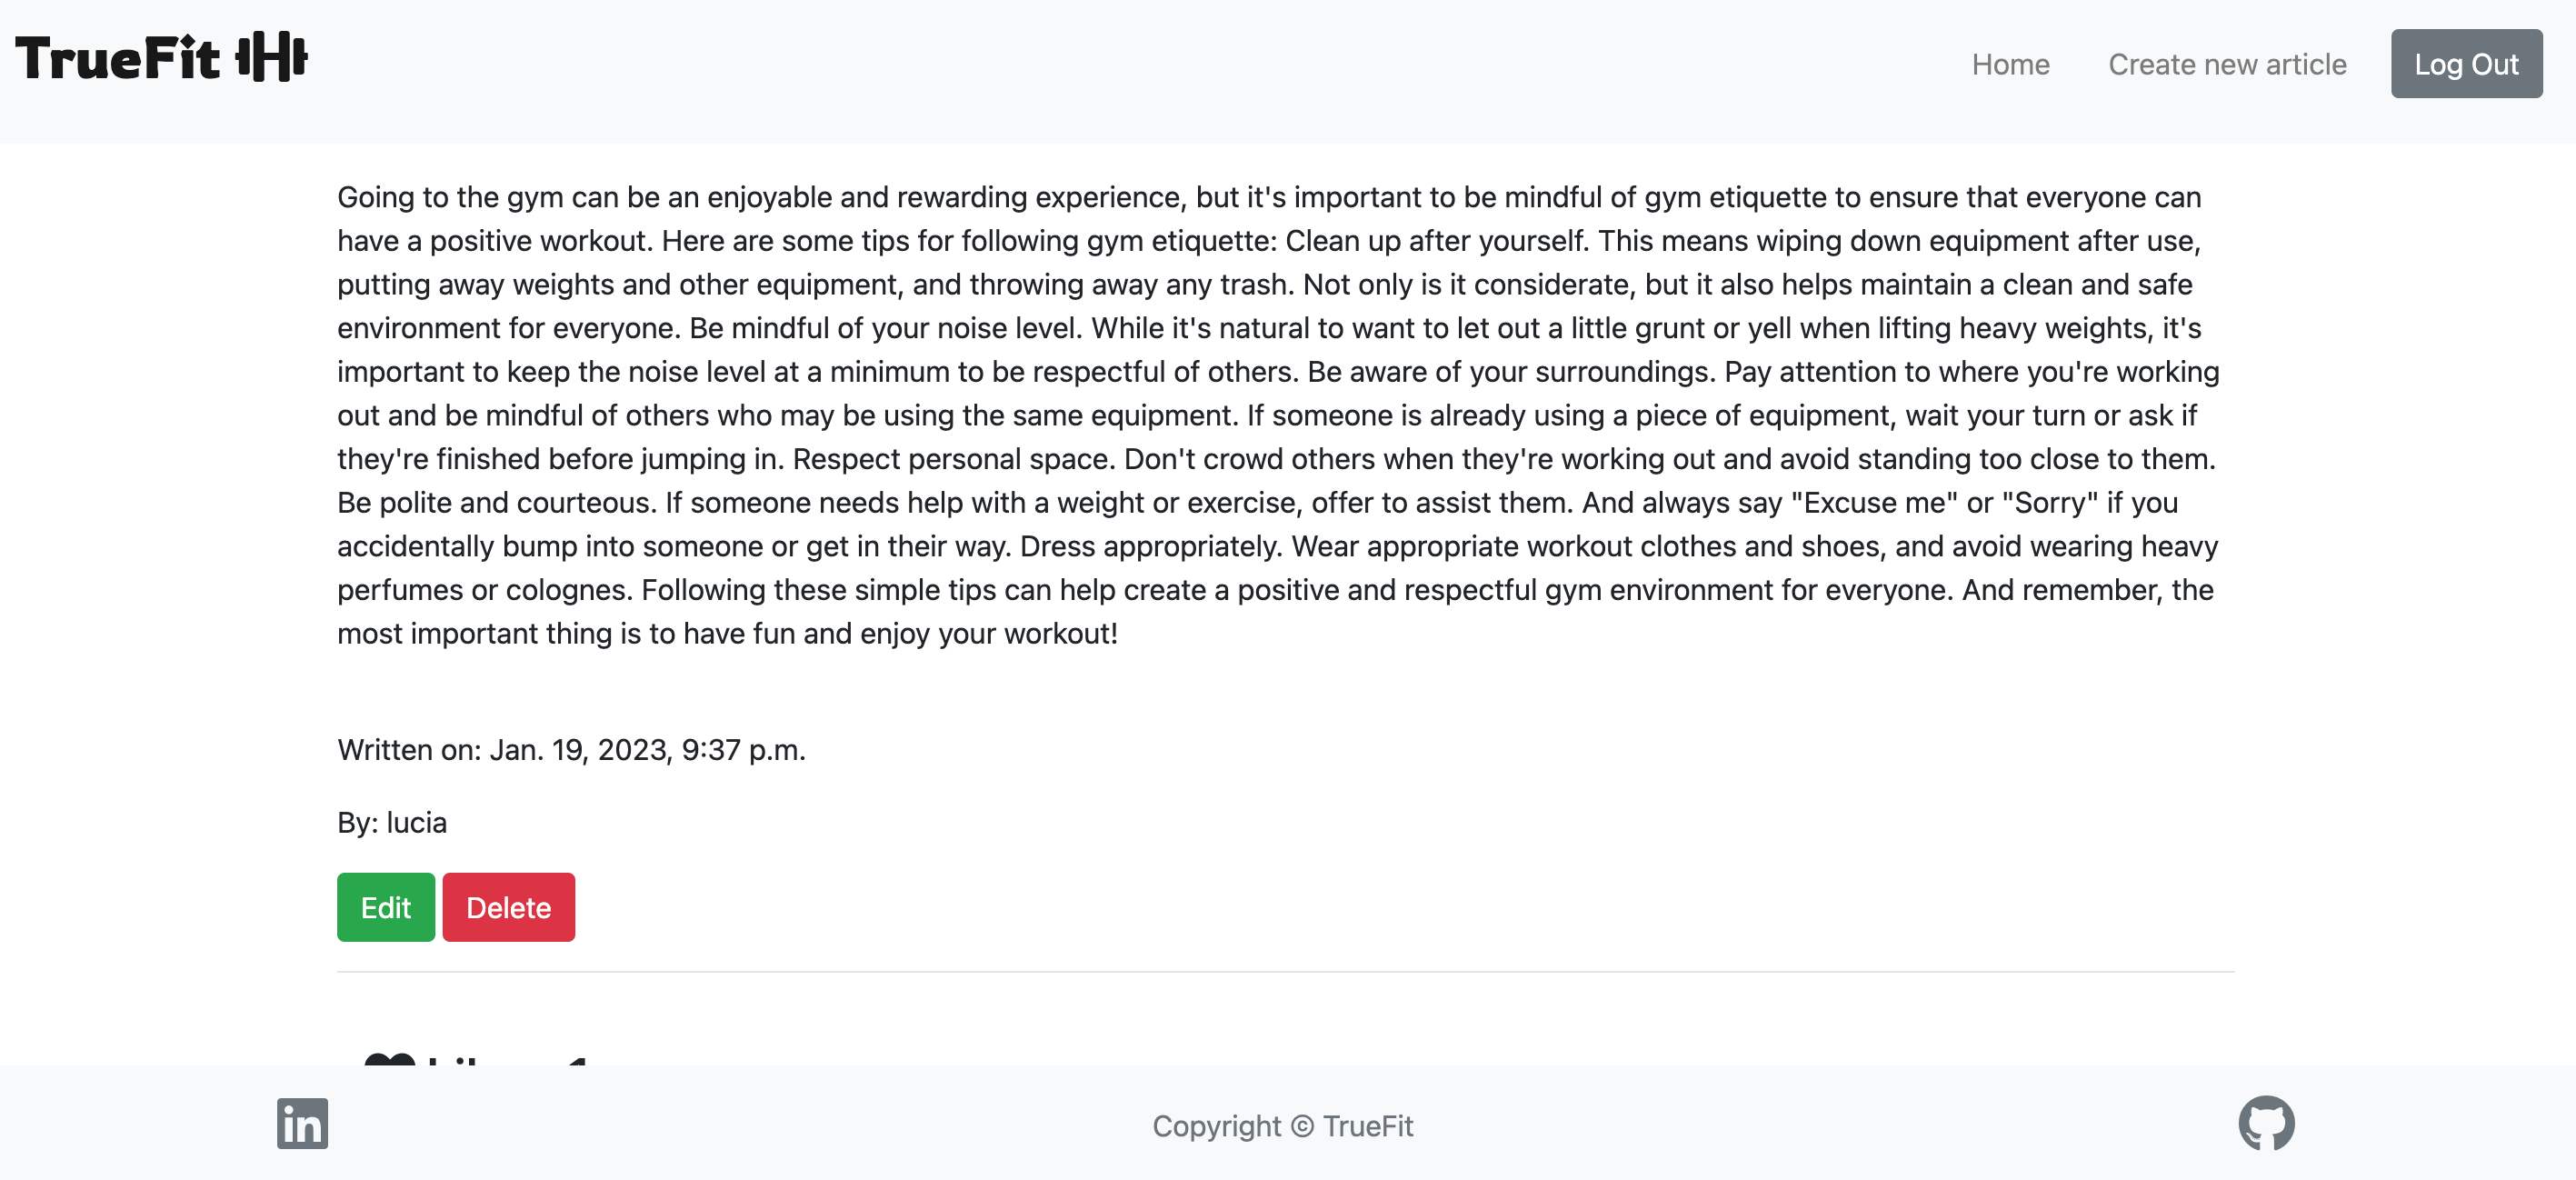 TrueFit
Home
Create new article
Log Out
Going to the gym can be an enjoyable and rewarding experience, but it's important to be mindful of gym etiquette to ensure that everyone can
have a positive workout. Here are some tips for following gym etiquette: Clean up after yourself. This means wiping down equipment after use,
putting away weights and other equipment, and throwing away any trash. Not only is it considerate, but it also helps maintain a clean and safe
environment for everyone. Be mindful of your noise level. While it's natural to want to let out a little grunt or yell when lifting heavy weights, it's
important to keep the noise level at a minimum to be respectful of others. Be aware of your surroundings. Pay attention to where you're working
out and be mindful of others who may be using the same equipment. If someone is already using a piece of equipment, wait your turn or ask if
they're finished before jumping in. Respect personal space. Don't crowd others when they're working out and avoid standing too close to them.
Be polite and courteous. If someone needs help with a weight or exercise, offer to assist them. And always say "Excuse me" or "Sorry" if you
accidentally bump into someone or get in their way. Dress appropriately. Wear appropriate workout clothes and shoes, and avoid wearing heavy
perfumes or colognes. Following these simple tips can help create a positive and respectful gym environment for everyone. And remember, the
most important thing is to have fun and enjoy your workout!
Written on: Jan. 19, 2023, 9:37 p.m.
By: lucia
Edit
Delete
in
Copyright © TrueFit